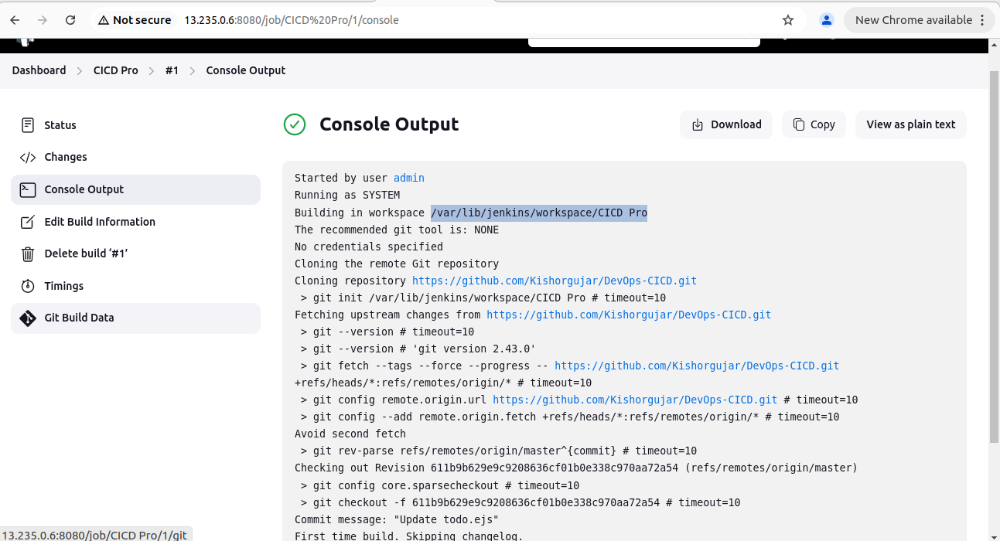 Not secure 13.235.0.6:8080/job/CICD%20Pro/1/console New Chrome available
Dashboard CICD Pro #1 Console Output
Status
Changes
Console Output
Edit Build Information
Delete build ‘#1’
Timings
Git Build Data
Console Output
Download Copy View as plain text
Started by user admin
Running as SYSTEM
Building in workspace /var/lib/jenkins/workspace/CICD Pro
The recommended git tool is: NONE
No credentials specified
Cloning the remote Git repository
Cloning repository https://github.com/Kishorgujar/DevOps-CICD.git
 > git init /var/lib/jenkins/workspace/CICD Pro # timeout=10
Fetching upstream changes from https://github.com/Kishorgujar/DevOps-CICD.git
 > git --version # timeout=10
 > git --version # 'git version 2.43.0'
 > git fetch --tags --force --progress -- https://github.com/Kishorgujar/DevOps-CICD.git
+refs/heads/*:refs/remotes/origin/* # timeout=10
 > git config remote.origin.url https://github.com/Kishorgujar/DevOps-CICD.git # timeout=10
 > git config --add remote.origin.fetch +refs/heads/*:refs/remotes/origin/* # timeout=10
Avoid second fetch
 > git rev-parse refs/remotes/origin/master^{commit} # timeout=10
Checking out Revision 611b9b629e9c9208636cf01b0e338c970aa72a54 (refs/remotes/origin/master)
 > git config core.sparsecheckout # timeout=10
 > git checkout -f 611b9b629e9c9208636cf01b0e338c970aa72a54 # timeout=10
Commit message: "Update todo.ejs"
First time build. Skipping changelog.
13.235.0.6:8080/job/CICD Pro/1/git